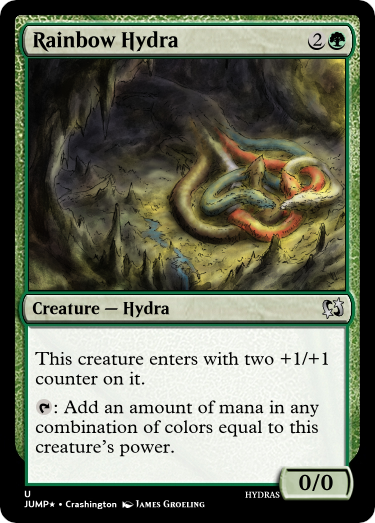 Rainbow Hydra 2
Creature — Hydra
This creature enters with two +1/+1
counter on it.
: Add an amount of mana in any
combination of colors equal to this
creature's power.
0/0
U
HYDRAS
JUMP★ • Crashington James Groeling